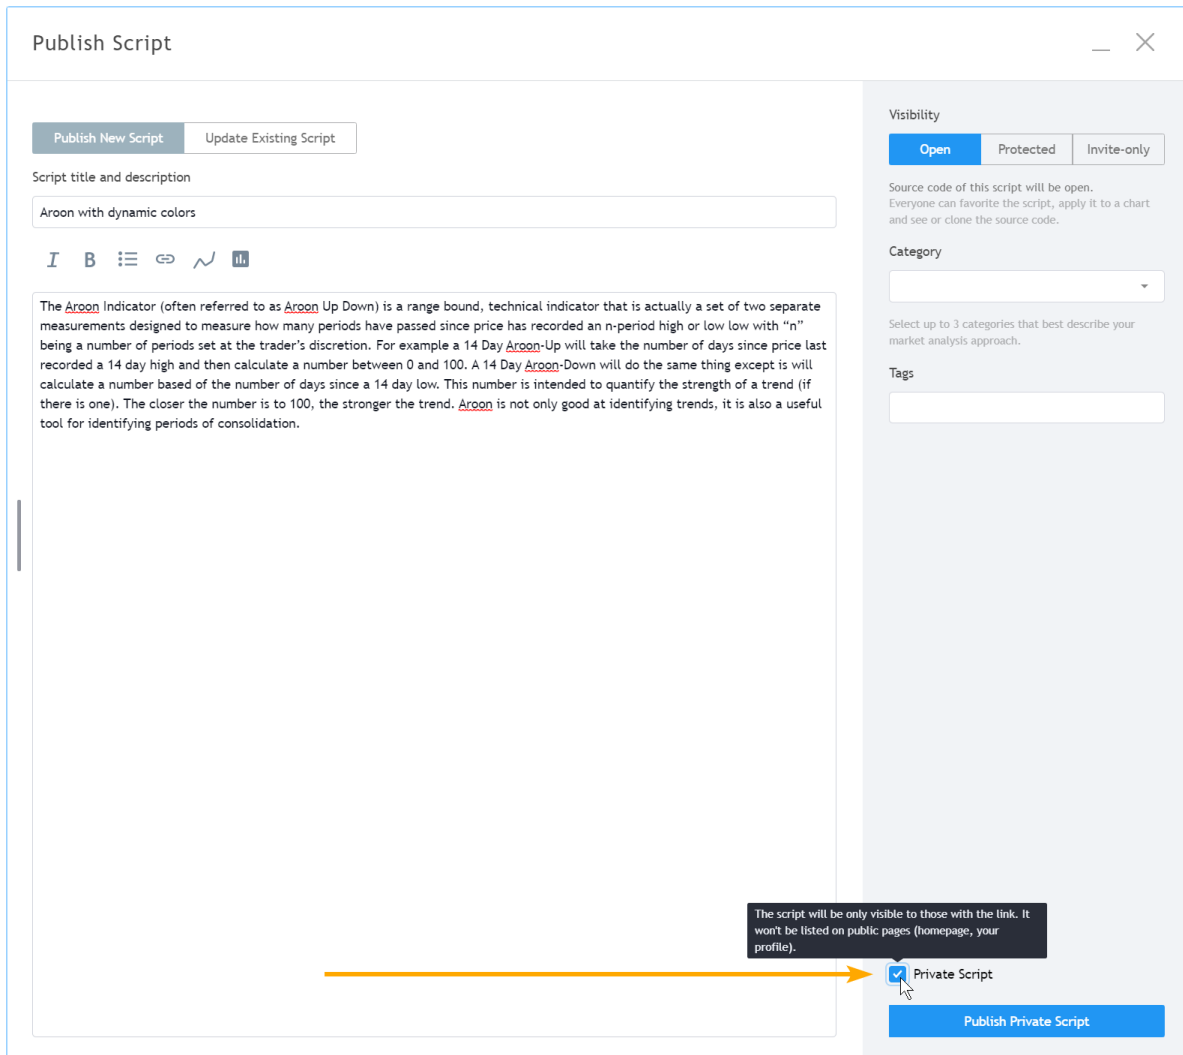 Publish Script
Publish New Script
Update Existing Script
Script title and description
Aroon with dynamic colors
I B
The Aroon Indicator (often referred to as Aroon Up Down) is a range bound, technical indicator that is actually a set of two separate
measurements designed to measure how many periods have passed since price has recorded an n-period high or low low with “n”
being a number of periods set at the trader’s discretion. For example a 14 Day Aroon-Up will take the number of days since price last
recorded a 14 day high and then calculate a number between 0 and 100. A 14 Day Aroon-Down will do the same thing except is will
calculate a number based of the number of days since a 14 day low. This number is intended to quantify the strength of a trend (if
there is one). The closer the number is to 100, the stronger the trend. Aroon is not only good at identifying trends, it is also a useful
tool for identifying periods of consolidation.
Visibility
Open
Protected
Invite-only
Source code of this script will be open.
Everyone can favorite the script, apply it to a chart
and see or clone the source code.
Category
Select up to 3 categories that best describe your
market analysis approach.
Tags
The script will be only visible to those with the link. It
won't be listed on public pages (homepage, your
profile).
Private Script
Publish Private Script